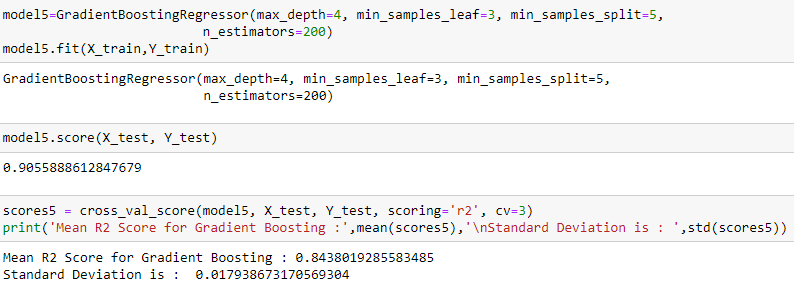 model5=GradientBoostingRegressor(max_depth=4, min_samples_leaf=3, min_samples_split=5,
n_estimators=200)
model5.fit(X_train,Y_train)
GradientBoostingRegressor(max_depth=4, min_samples_leaf=3, min_samples_split=5,
n_estimators=200)
model5.score(X_test, Y_test)
0.9055888612847679
scores5 = cross_val_score(model5, X_test, Y_test, scoring='r2', cv=3)
print('Mean R2 Score for Gradient Boosting :',mean(scores5),'\nStandard Deviation is : ',std(scores5))
Mean R2 Score for Gradient Boosting : 0.8438019285583485
Standard Deviation is :  0.017938673170569304